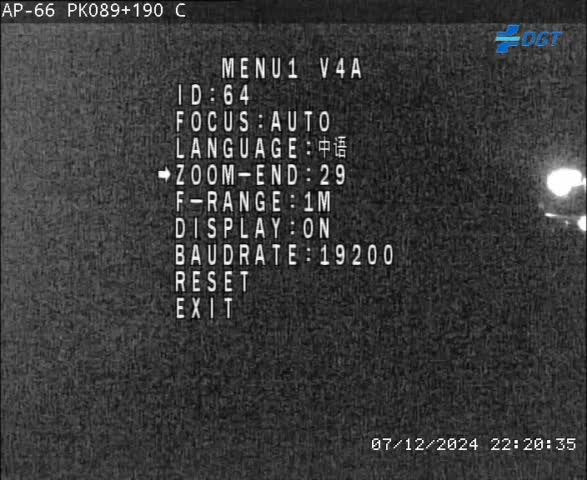 AP-66 PK089+190 C
DGT
MENU1 V4A
ID:64
FOCUS:AUTO
LANGUAGE:中语
ZOOM-END:29
F-RANGE:1M
DISPLAY:ON
BAUDRATE:19200
RESET
EXIT
07/12/2024 22:20:35